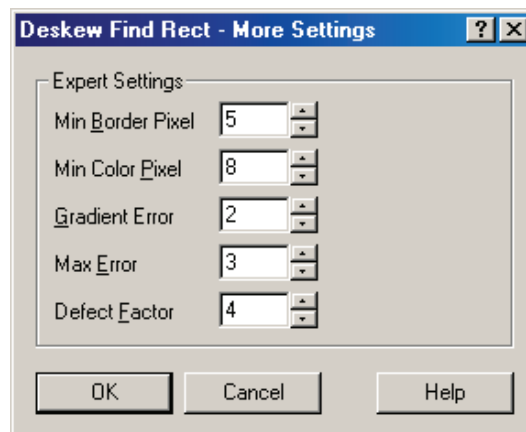 Deskew Find Rect - More Settings
Expert Settings
Min Border Pixel 5
Min Color Pixel 8
Gradient Error 2
Max Error 3
Defect Factor 4
OK Cancel Help